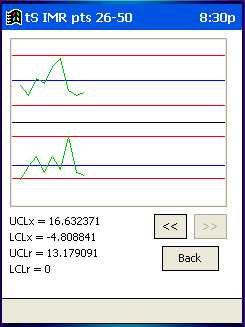 tS IMR pts 26-50 8:30p
UCLx = 16.632371
LCLx = -4.808841
UCLr = 13.179091
LCLr = 0
<< >>
Back